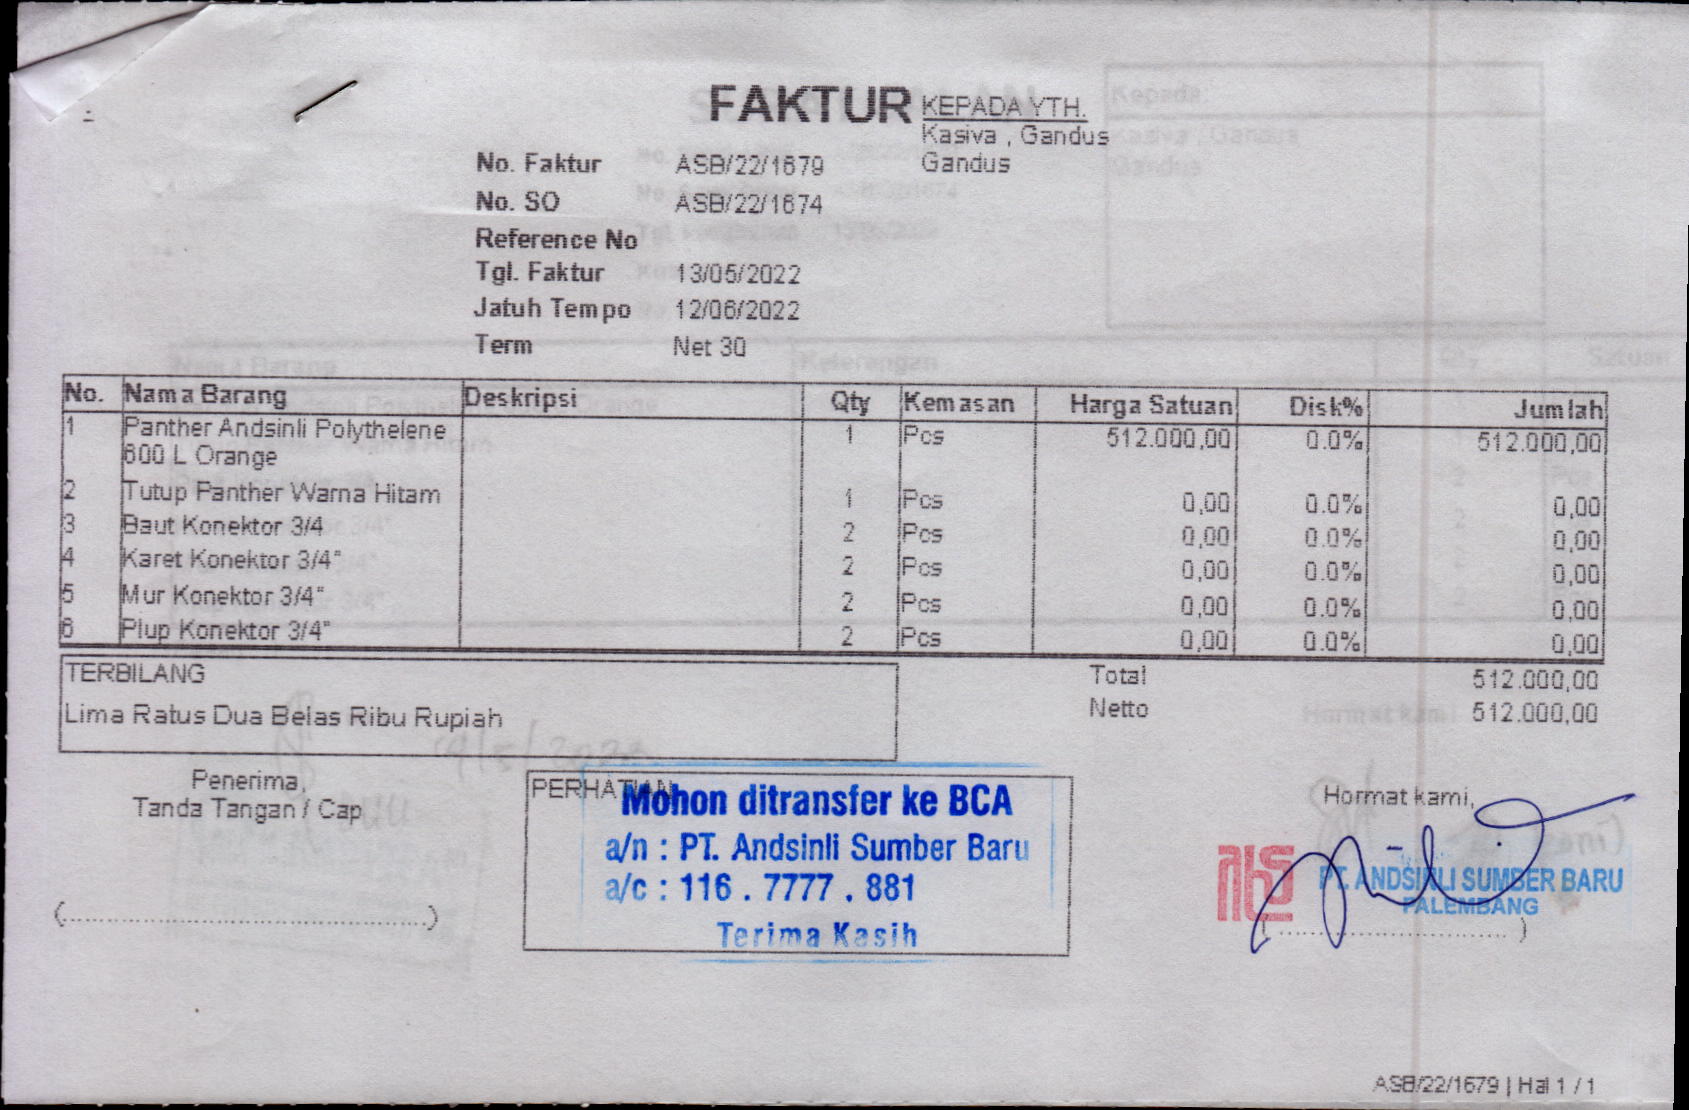 FAKTUR
KEPADA YTH.
Kasiva , Gandus
Gandus
No. Faktur ASB/22/1679
No. SO ASB/22/1674
Reference No
Tgl. Faktur 13/05/2022
Jatuh Tempo 12/06/2022
Term Net 30
No. Nama Barang Deskripsi Qty Kemasan Harga Satuan Disk% Jumlah
1 Panther Andsinli Polythelene 1 Pcs 512.000,00 0.0% 512.000,00
600 L Orange
2 Tutup Panther Warna Hitam 1 Pcs 0,00 0.0% 0,00
3 Baut Konektor 3/4 2 Pcs 0,00 0.0% 0,00
4 Karet Konektor 3/4" 2 Pcs 0,00 0.0% 0,00
5 Mur Konektor 3/4" 2 Pcs 0,00 0.0% 0,00
6 Plup Konektor 3/4" 2 Pcs 0,00 0.0% 0,00
TERBILANG
Lima Ratus Dua Belas Ribu Rupiah
Total 512.000,00
Netto 512.000,00
Penerima,
Tanda Tangan / Cap
(..............................)
PERHATIAN
Mohon ditransfer ke BCA
a/n : PT. Andsinli Sumber Baru
a/c : 116 . 7777 . 881
Terima Kasih
Hormat kami,
PT. ANDSINLI SUMBER BARU
PALEMBANG
(..............................)
ASB/22/1679 | Hal 1 / 1